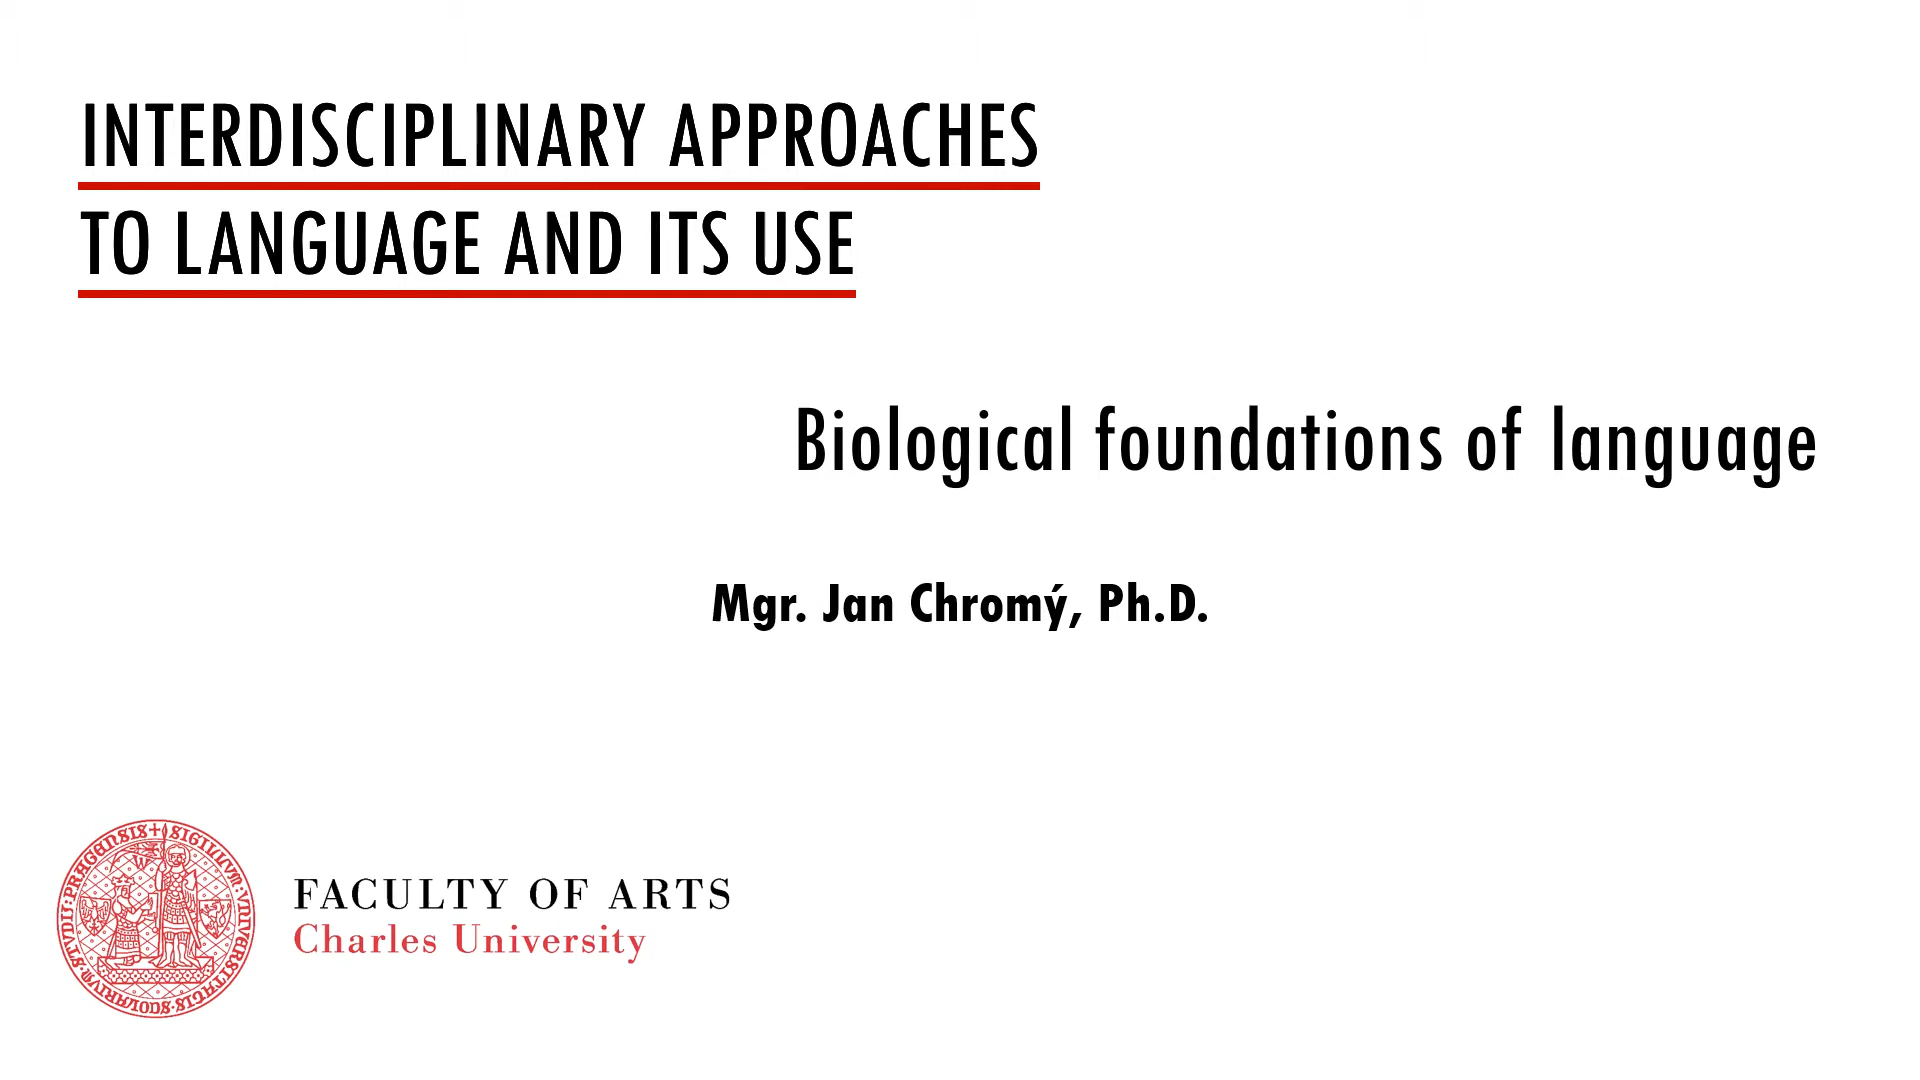 INTERDISCIPLINARY APPROACHES
TO LANGUAGE AND ITS USE
Biological foundations of language
Mgr. Jan Chromý, Ph.D.
FACULTY OF ARTS
Charles University